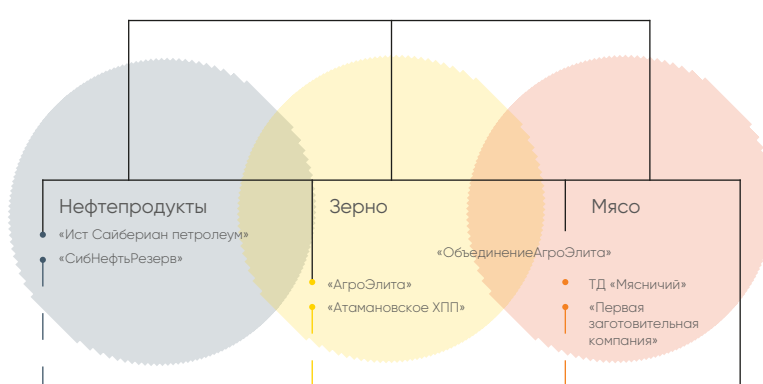 Нефтепродукты
Зерно
Мясо
«Ист Сайбериан петролеум»
«СибНефтьРезерв»
«ОбъединениеАгроЭлита»
«АгроЭлита»
«Атамановское ХПП»
ТД «Мясничий»
«Первая
заготовительная
компания»